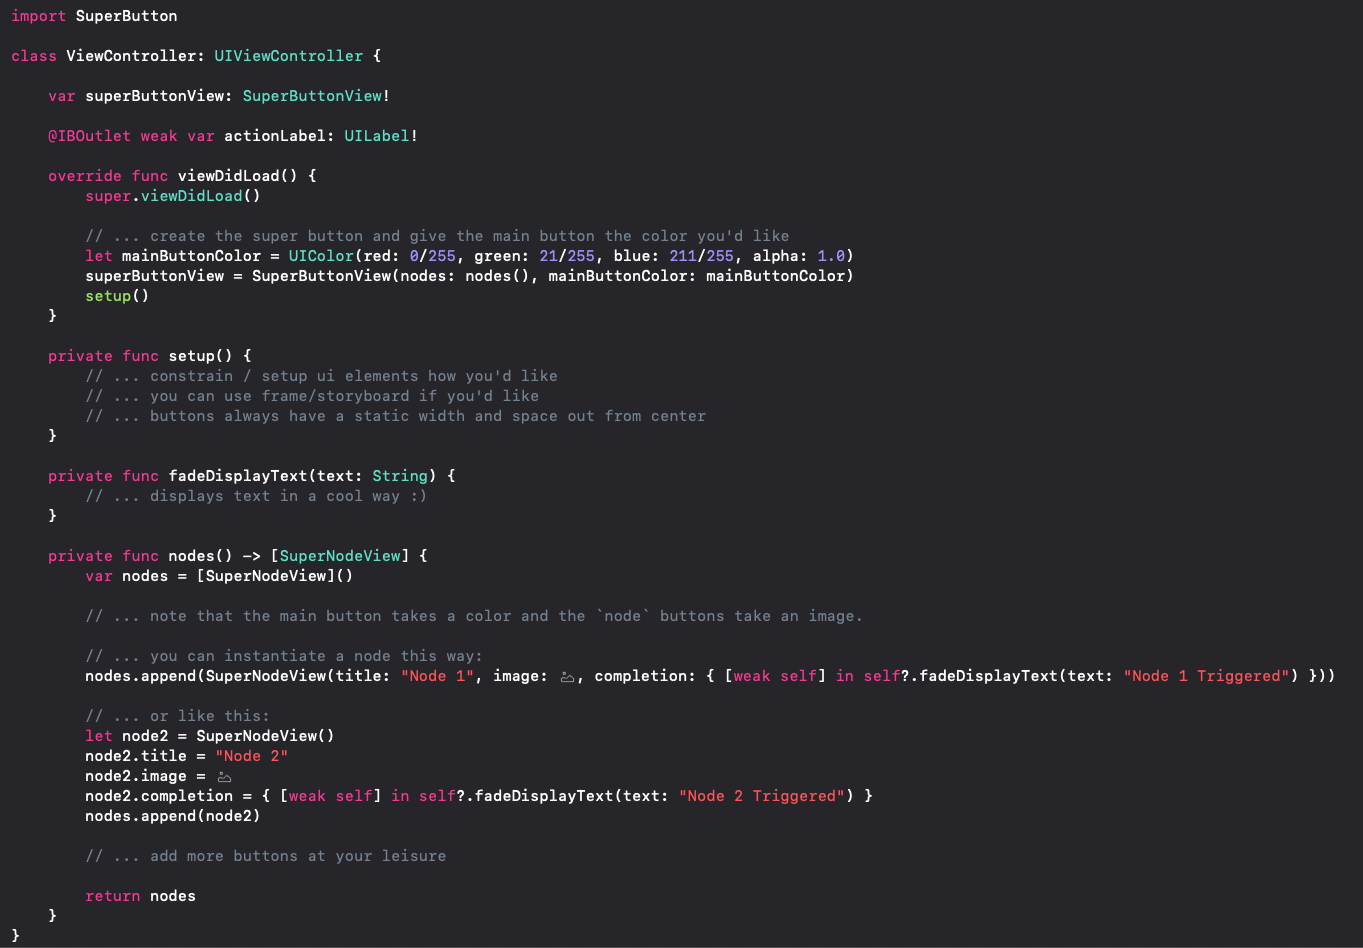 import SuperButton
class ViewController: UIViewController {
var superButtonView: SuperButtonView!
@IBOutlet weak var actionLabel: UILabel!
override func viewDidLoad() {
super.viewDidLoad()
// ... create the super button and give the main button the color you'd like
let mainButtonColor = UIColor(red: 0/255, green: 21/255, blue: 211/255, alpha: 1.0)
superButtonView = SuperButtonView(nodes: nodes(), mainButtonColor: mainButtonColor)
setup()
}
private func setup() {
// ... constrain / setup ui elements how you'd like
// ... you can use frame/storyboard if you'd like
// ... buttons always have a static width and space out from center
}
private func fadeDisplayText(text: String) {
// ... displays text in a cool way :)
}
private func nodes() -> [SuperNodeView] {
var nodes = [SuperNodeView]()
// ... note that the main button takes a color and the `node` buttons take an image.
// ... you can instantiate a node this way:
nodes.append(SuperNodeView(title: "Node 1", image: , completion: { [weak self] in self?.fadeDisplayText(text: "Node 1 Triggered") }))
// ... or like this:
let node2 = SuperNodeView()
node2.title = "Node 2"
node2.image =
node2.completion = { [weak self] in self?.fadeDisplayText(text: "Node 2 Triggered") }
nodes.append(node2)
// ... add more buttons at your leisure
return nodes
}
}